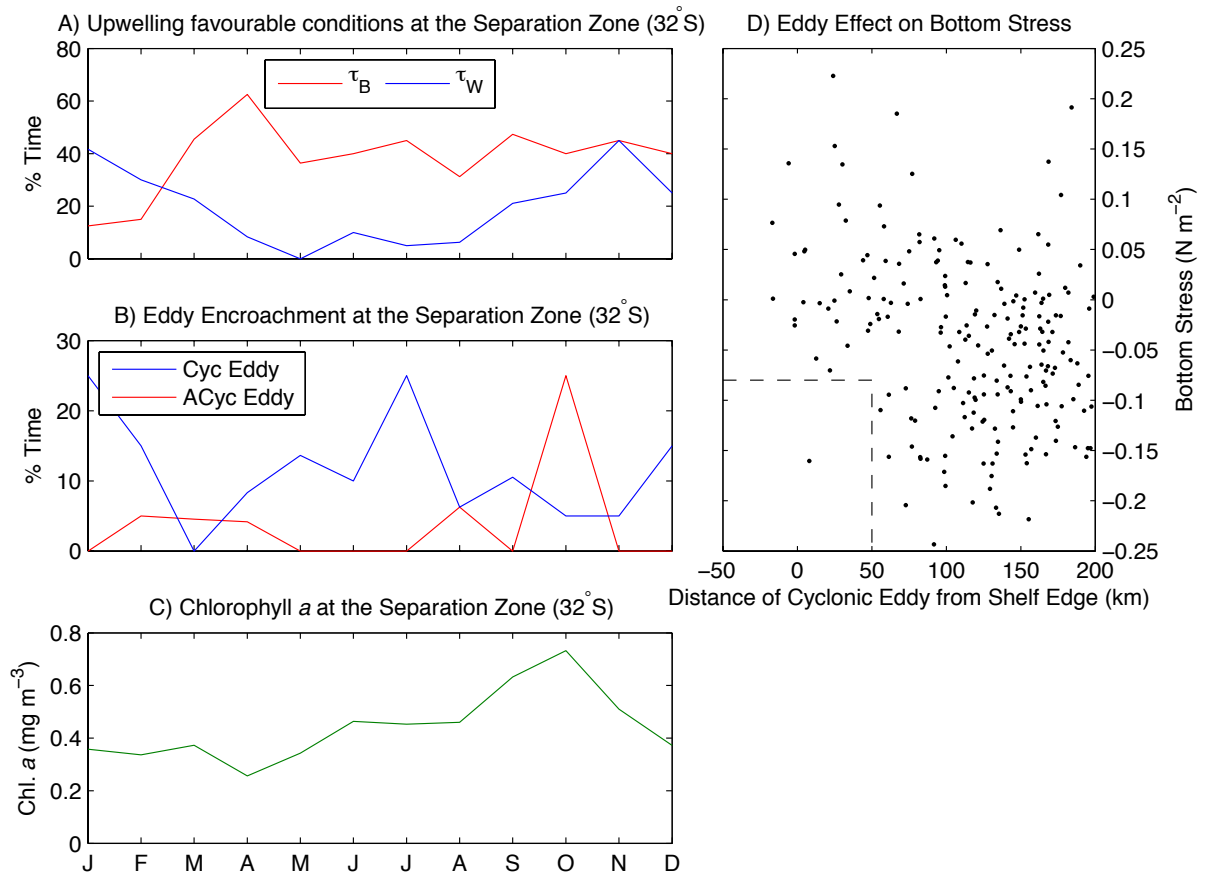 A) Upwelling favourable conditions at the Separation Zone (32°S)
80
60
40
20
0
% Time
τB τW
B) Eddy Encroachment at the Separation Zone (32°S)
30
20
10
0
% Time
Cyc Eddy
ACyc Eddy
C) Chlorophyll a at the Separation Zone (32°S)
0.8
0.6
0.4
0.2
0
Chl. a (mg m−3)
J F M A M J J A S O N D
D) Eddy Effect on Bottom Stress
0.25
0.2
0.15
0.1
0.05
0
−0.05
−0.1
−0.15
−0.2
−0.25
Bottom Stress (N m−2)
−50 0 50 100 150 200
Distance of Cyclonic Eddy from Shelf Edge (km)